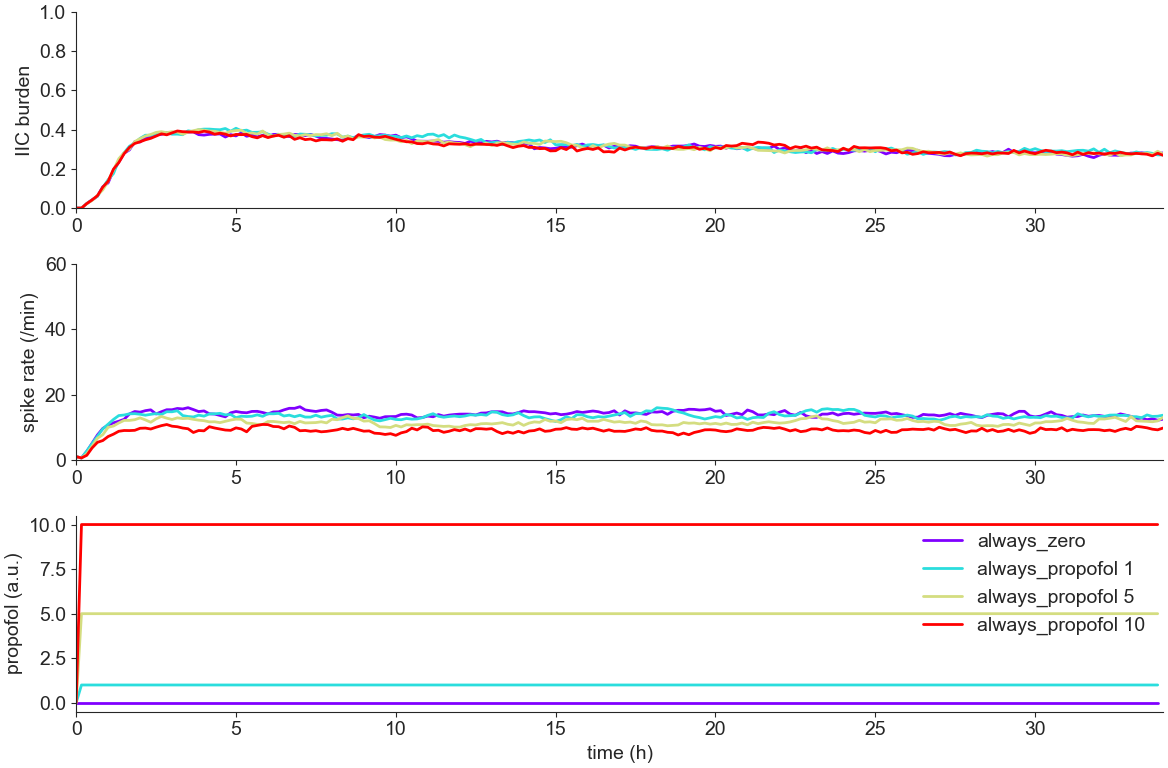 IIC burden
1.0
0.8
0.6
0.4
0.2
0.0
0 5 10 15 20 25 30
spike rate (/min)
60
40
20
0
0 5 10 15 20 25 30
propofol (a.u.)
10.0
7.5
5.0
2.5
0.0
always_zero
always_propofol 1
always_propofol 5
always_propofol 10
0 5 10 15 20 25 30
time (h)